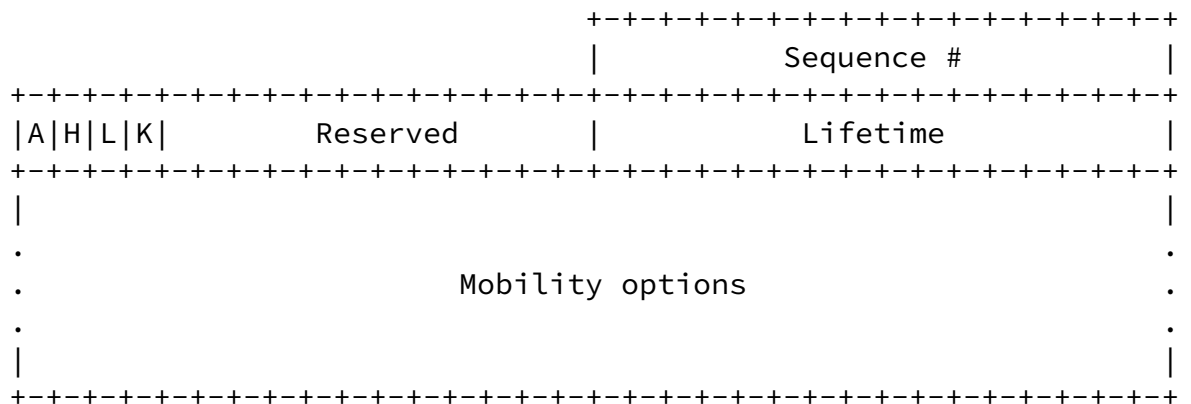 +-+-+-+-+-+-+-+-+-+-+-+-+-+-+-+-+
|          Sequence #           |
+-+-+-+-+-+-+-+-+-+-+-+-+-+-+-+-+-+-+-+-+-+-+-+-+-+-+-+-+-+-+-+-+
|A|H|L|K|        Reserved       |            Lifetime           |
+-+-+-+-+-+-+-+-+-+-+-+-+-+-+-+-+-+-+-+-+-+-+-+-+-+-+-+-+-+-+-+-+
|                                                               |
.                                                               .
.                        Mobility options                       .
.                                                               .
|                                                               |
+-+-+-+-+-+-+-+-+-+-+-+-+-+-+-+-+-+-+-+-+-+-+-+-+-+-+-+-+-+-+-+-+